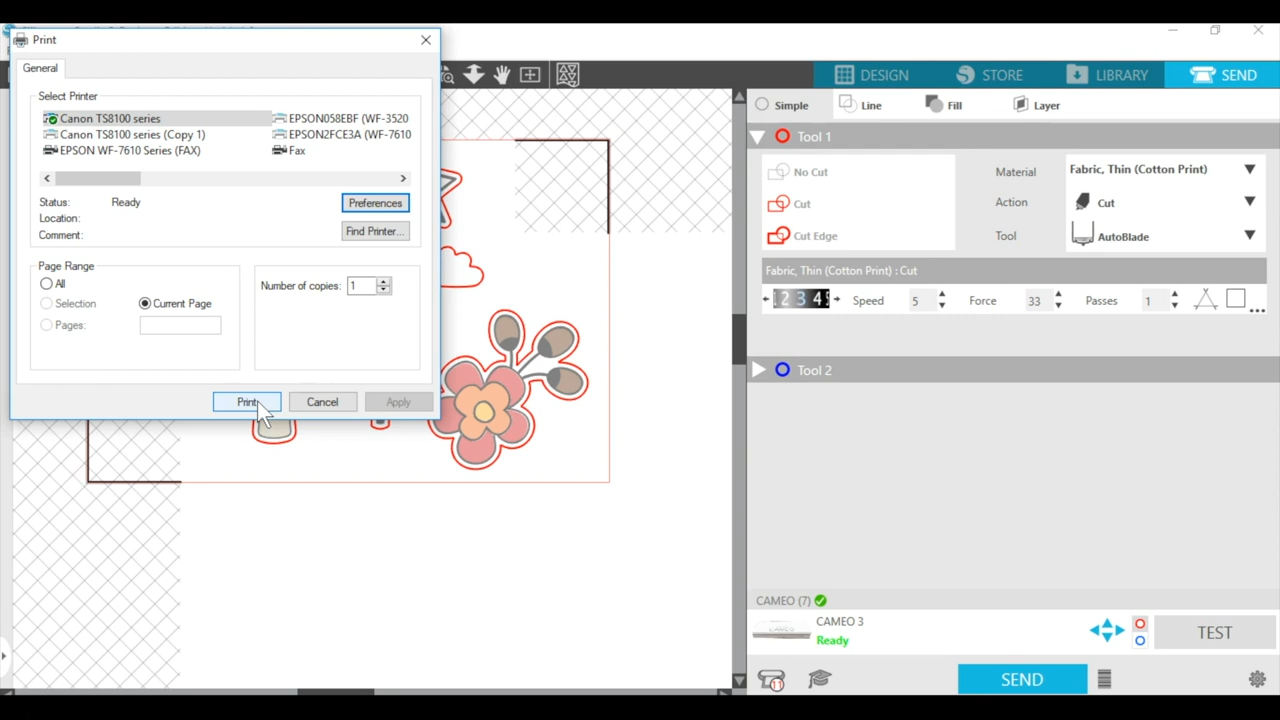 Print
General
Select Printer
Canon TS8100 series
Canon TS8100 series (Copy 1)
EPSON WF-7610 Series (FAX)
EPSON058EBF (WF-3520
EPSON2FCE3A (WF-7610
Fax
Status: Ready
Location:
Comment:
Preferences
Find Printer...
Page Range
All
Selection
Current Page
Pages:
Number of copies: 1
Print
Cancel
Apply
DESIGN
STORE
LIBRARY
SEND
Simple
Line
Fill
Layer
Tool 1
No Cut
Cut
Cut Edge
Material
Fabric, Thin (Cotton Print)
Action
Cut
Tool
AutoBlade
Fabric, Thin (Cotton Print) : Cut
2 3 4
Speed 5
Force 33
Passes 1
Tool 2
CAMEO (7)
CAMEO 3
Ready
TEST
11
SEND